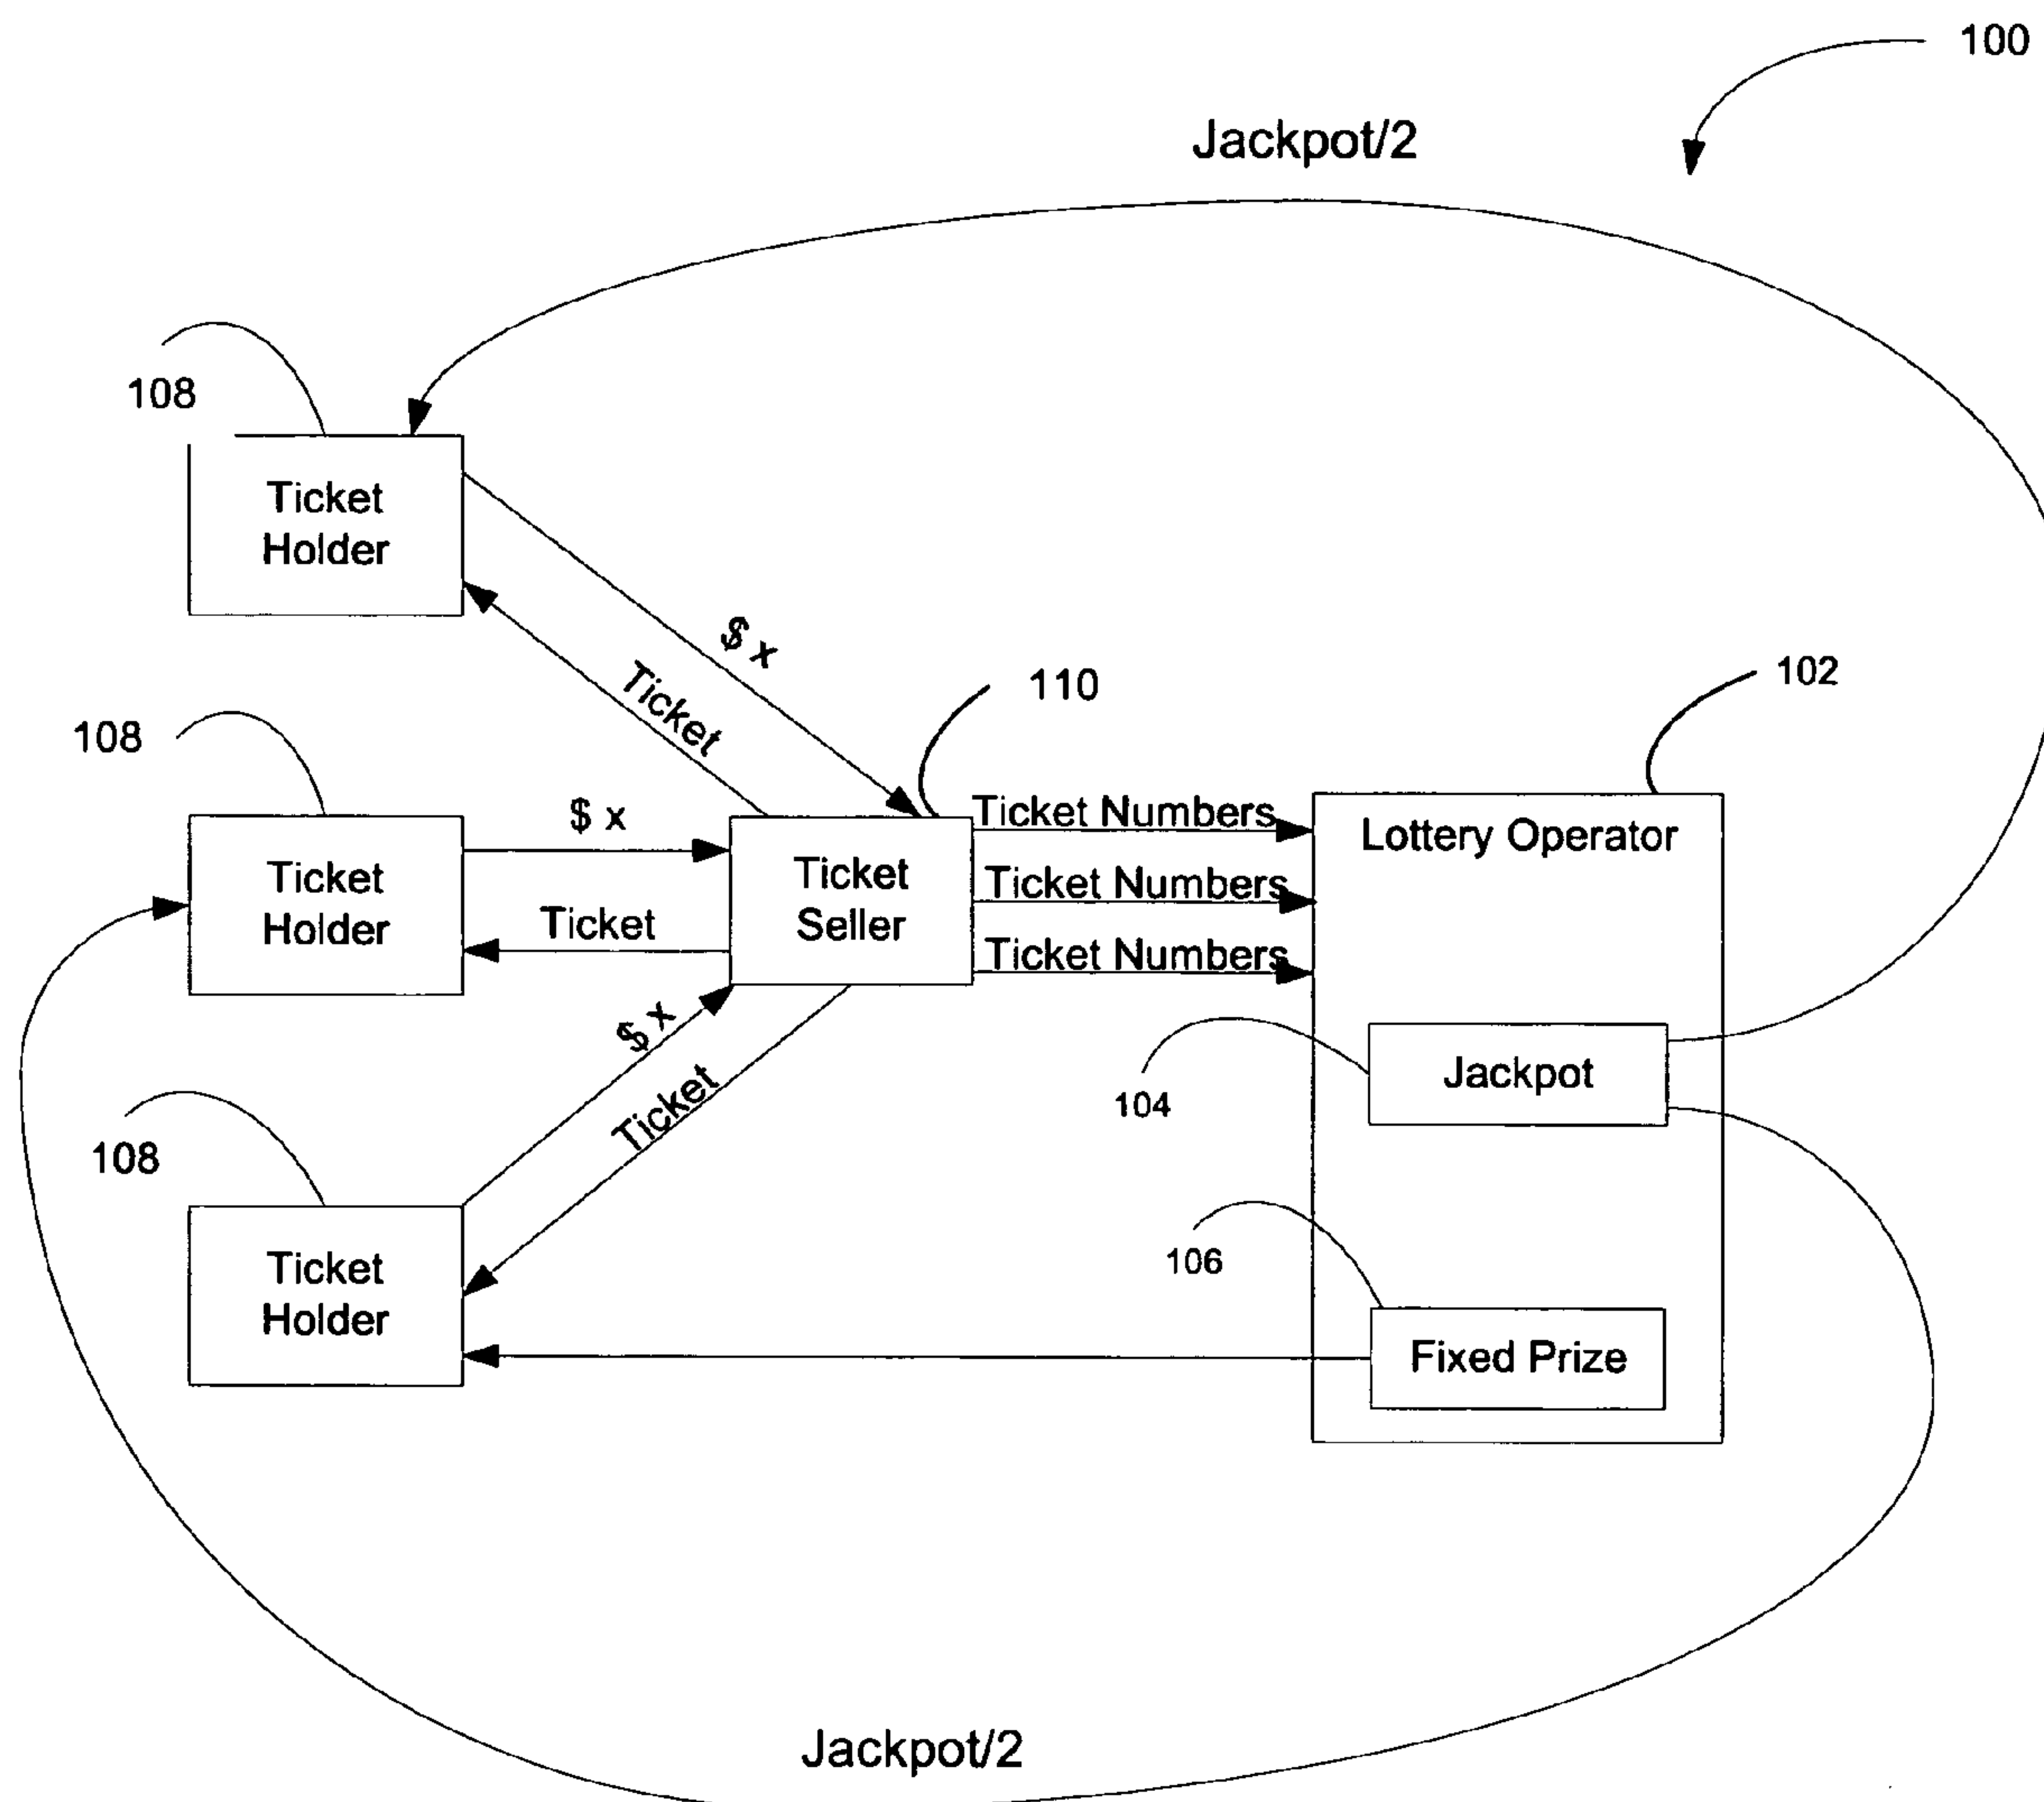 100
Jackpot/2
108
Ticket
Holder
$ x
Ticket
110
102
108
$ x
Ticket Numbers
Lottery Operator
Ticket
Holder
Ticket
Seller
Ticket Numbers
Ticket
Ticket Numbers
$ x
Jackpot
104
Ticket
108
106
Ticket
Holder
Fixed Prize
Jackpot/2